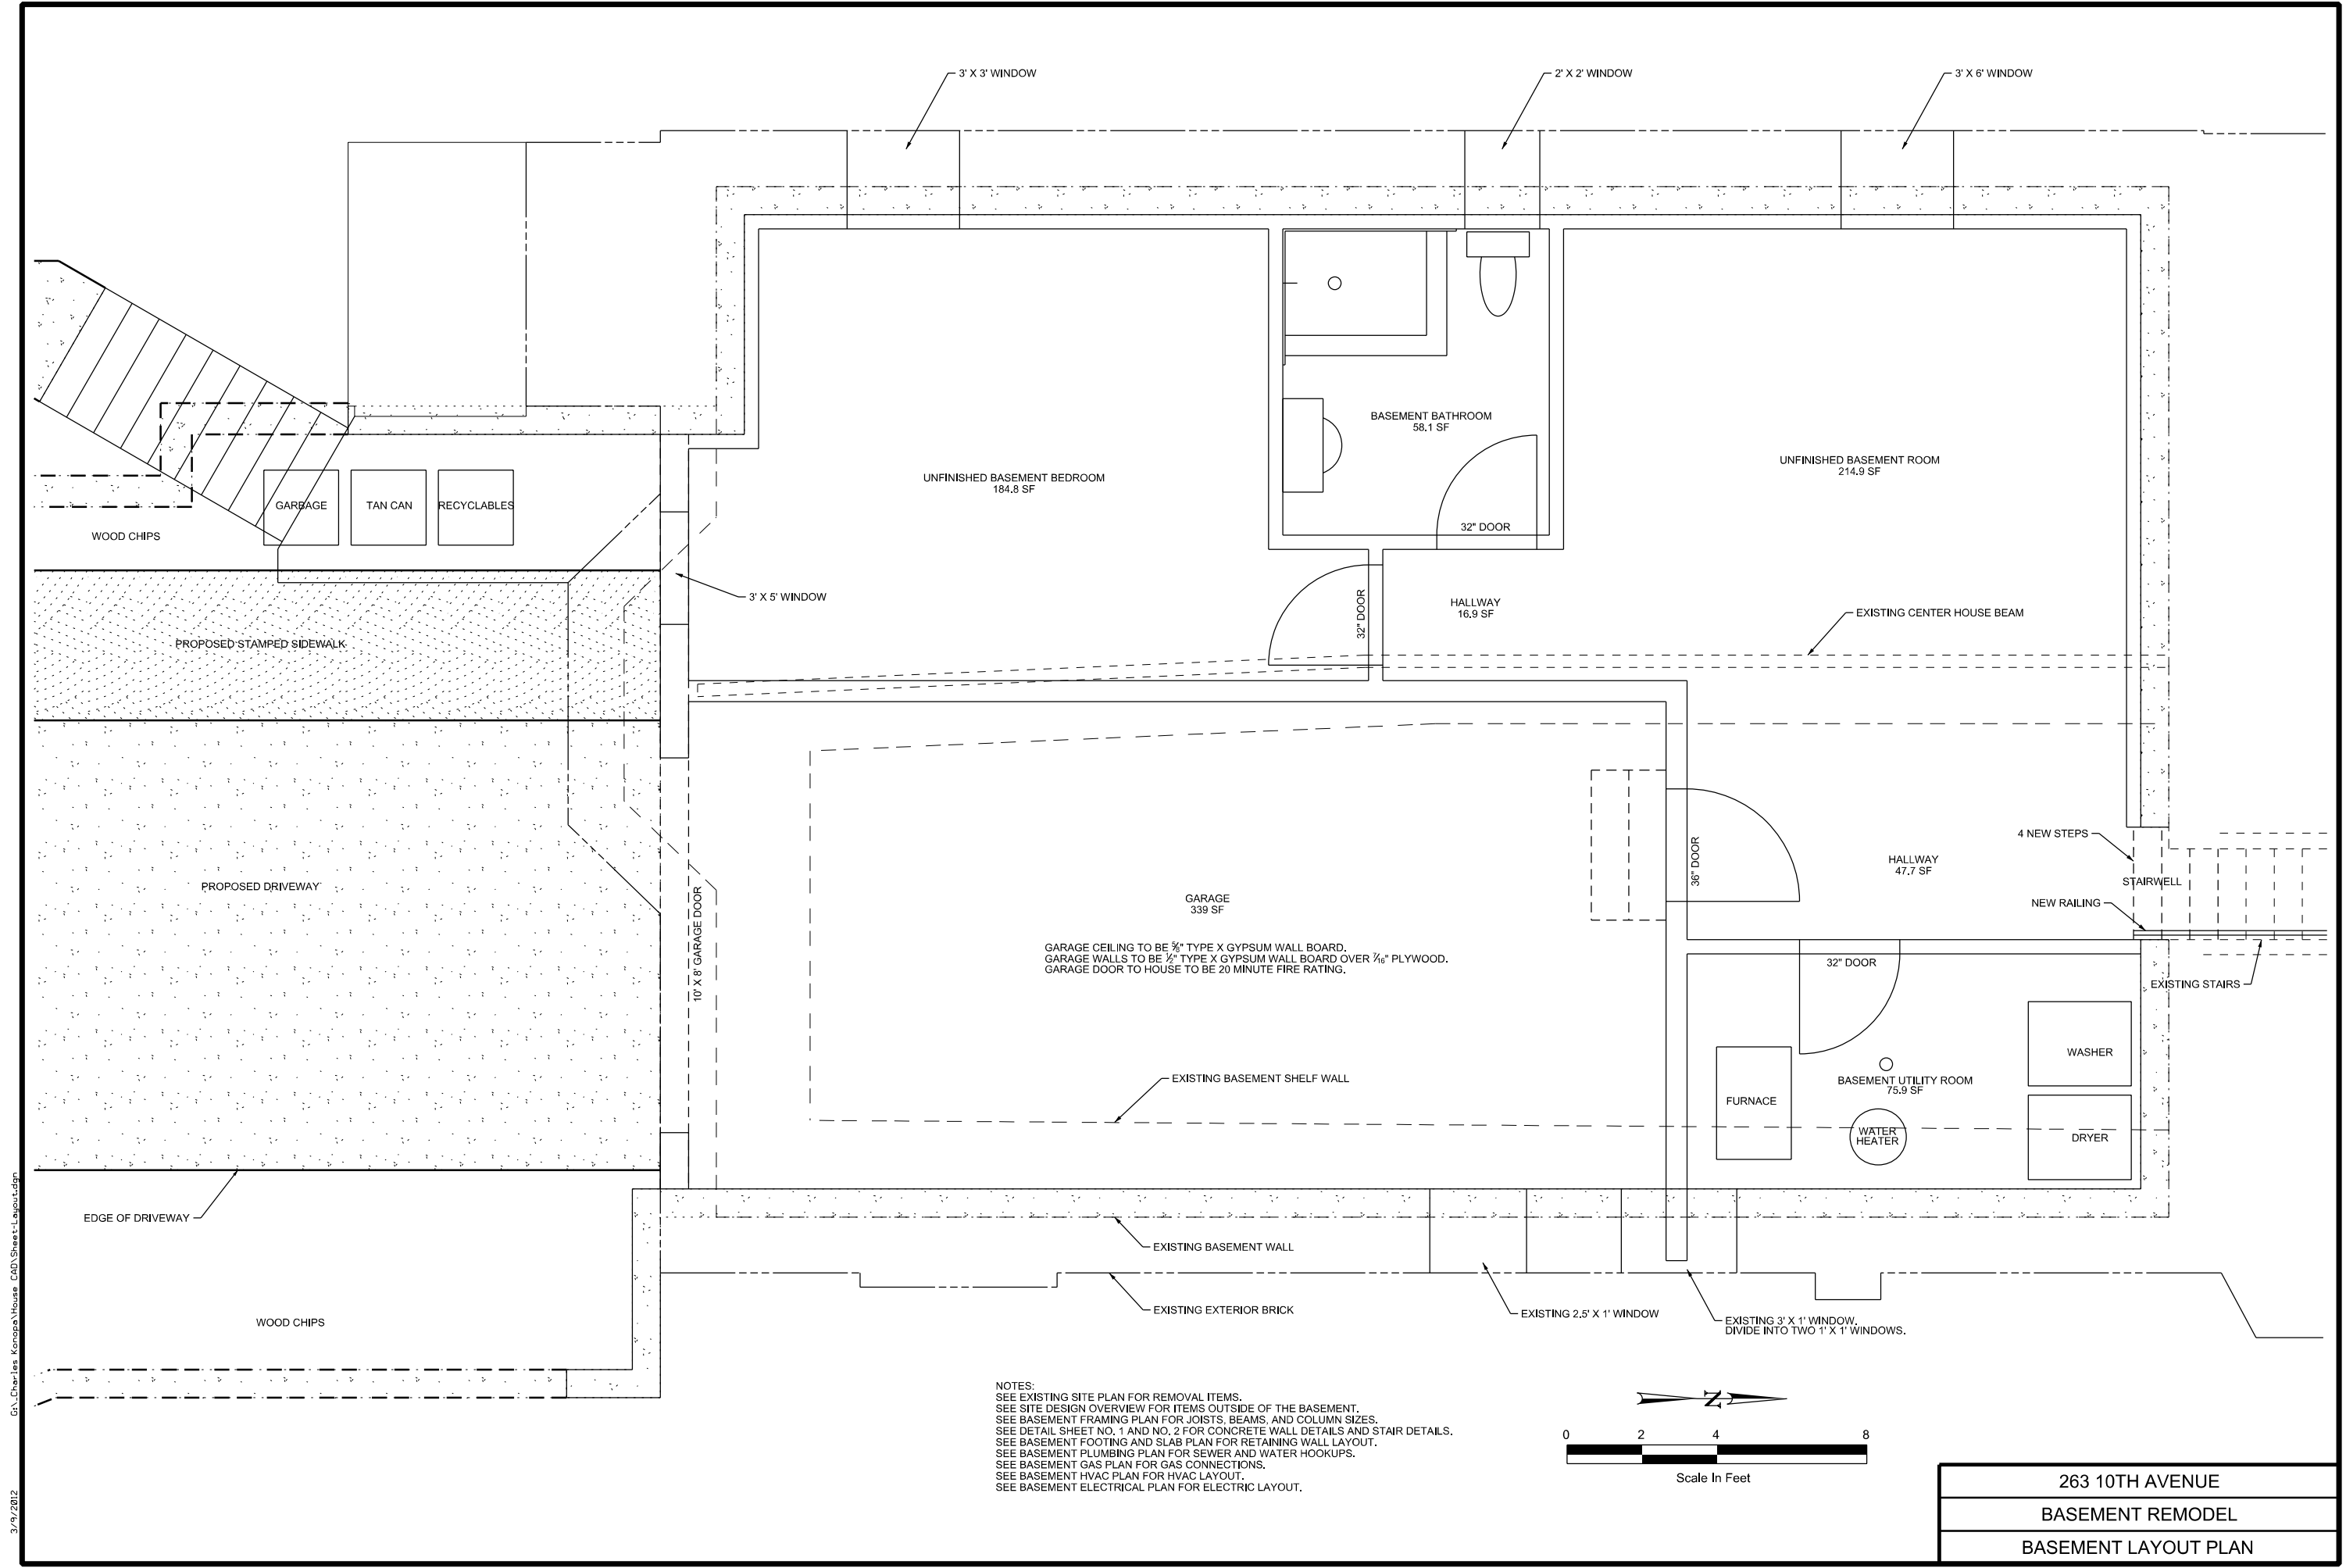 3' X 3' WINDOW
2' X 2' WINDOW
3' X 6' WINDOW
BASEMENT BATHROOM
58.1 SF
UNFINISHED BASEMENT BEDROOM
184.8 SF
UNFINISHED BASEMENT ROOM
214.9 SF
GARBAGE
TAN CAN
RECYCLABLES
WOOD CHIPS
32" DOOR
3' X 5' WINDOW
32" DOOR
HALLWAY
16.9 SF
EXISTING CENTER HOUSE BEAM
PROPOSED STAMPED SIDEWALK
4 NEW STEPS
36" DOOR
HALLWAY
47.7 SF
STAIRWELL
PROPOSED DRIVEWAY
10' X 8' GARAGE DOOR
GARAGE
339 SF
NEW RAILING
GARAGE CEILING TO BE ⅝" TYPE X GYPSUM WALL BOARD.
GARAGE WALLS TO BE ½" TYPE X GYPSUM WALL BOARD OVER 7/16" PLYWOOD.
GARAGE DOOR TO HOUSE TO BE 20 MINUTE FIRE RATING.
32" DOOR
EXISTING STAIRS
WASHER
EXISTING BASEMENT SHELF WALL
BASEMENT UTILITY ROOM
75.9 SF
FURNACE
WATER
HEATER
DRYER
EDGE OF DRIVEWAY
EXISTING BASEMENT WALL
EXISTING EXTERIOR BRICK
EXISTING 2.5' X 1' WINDOW
EXISTING 3' X 1' WINDOW.
DIVIDE INTO TWO 1' X 1' WINDOWS.
WOOD CHIPS
NOTES:
SEE EXISTING SITE PLAN FOR REMOVAL ITEMS.
SEE SITE DESIGN OVERVIEW FOR ITEMS OUTSIDE OF THE BASEMENT.
SEE BASEMENT FRAMING PLAN FOR JOISTS, BEAMS, AND COLUMN SIZES.
SEE DETAIL SHEET NO. 1 AND NO. 2 FOR CONCRETE WALL DETAILS AND STAIR DETAILS.
SEE BASEMENT FOOTING AND SLAB PLAN FOR RETAINING WALL LAYOUT.
SEE BASEMENT PLUMBING PLAN FOR SEWER AND WATER HOOKUPS.
SEE BASEMENT GAS PLAN FOR GAS CONNECTIONS.
SEE BASEMENT HVAC PLAN FOR HVAC LAYOUT.
SEE BASEMENT ELECTRICAL PLAN FOR ELECTRIC LAYOUT.
N
0 2 4 8
Scale In Feet
263 10TH AVENUE
BASEMENT REMODEL
BASEMENT LAYOUT PLAN
3/9/2012
G:\_Charles Konopa\House CAD\Sheet-Layout.dgn